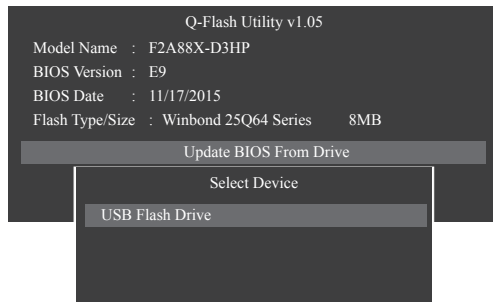 Q-Flash Utility v1.05
Model Name : F2A88X-D3HP
BIOS Version : E9
BIOS Date : 11/17/2015
Flash Type/Size : Winbond 25Q64 Series 8MB
Update BIOS From Drive
Select Device
USB Flash Drive